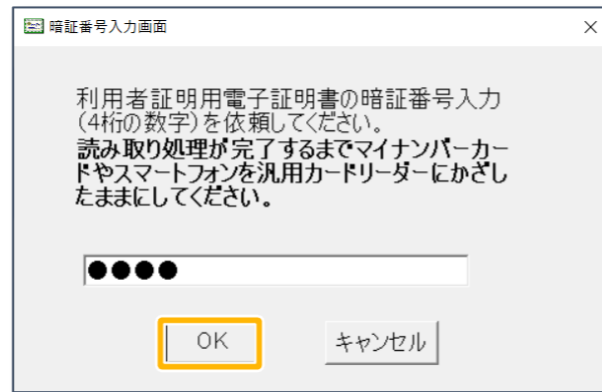 暗証番号入力画面
利用者証明用電子証明書の暗証番号入力
(4桁の数字)を依頼してください。
読み取り処理が完了するまでマイナンバーカー
ドやスマートフォンを汎用カードリーダーにかざし
たままにしてください。
●●●●
OK キャンセル